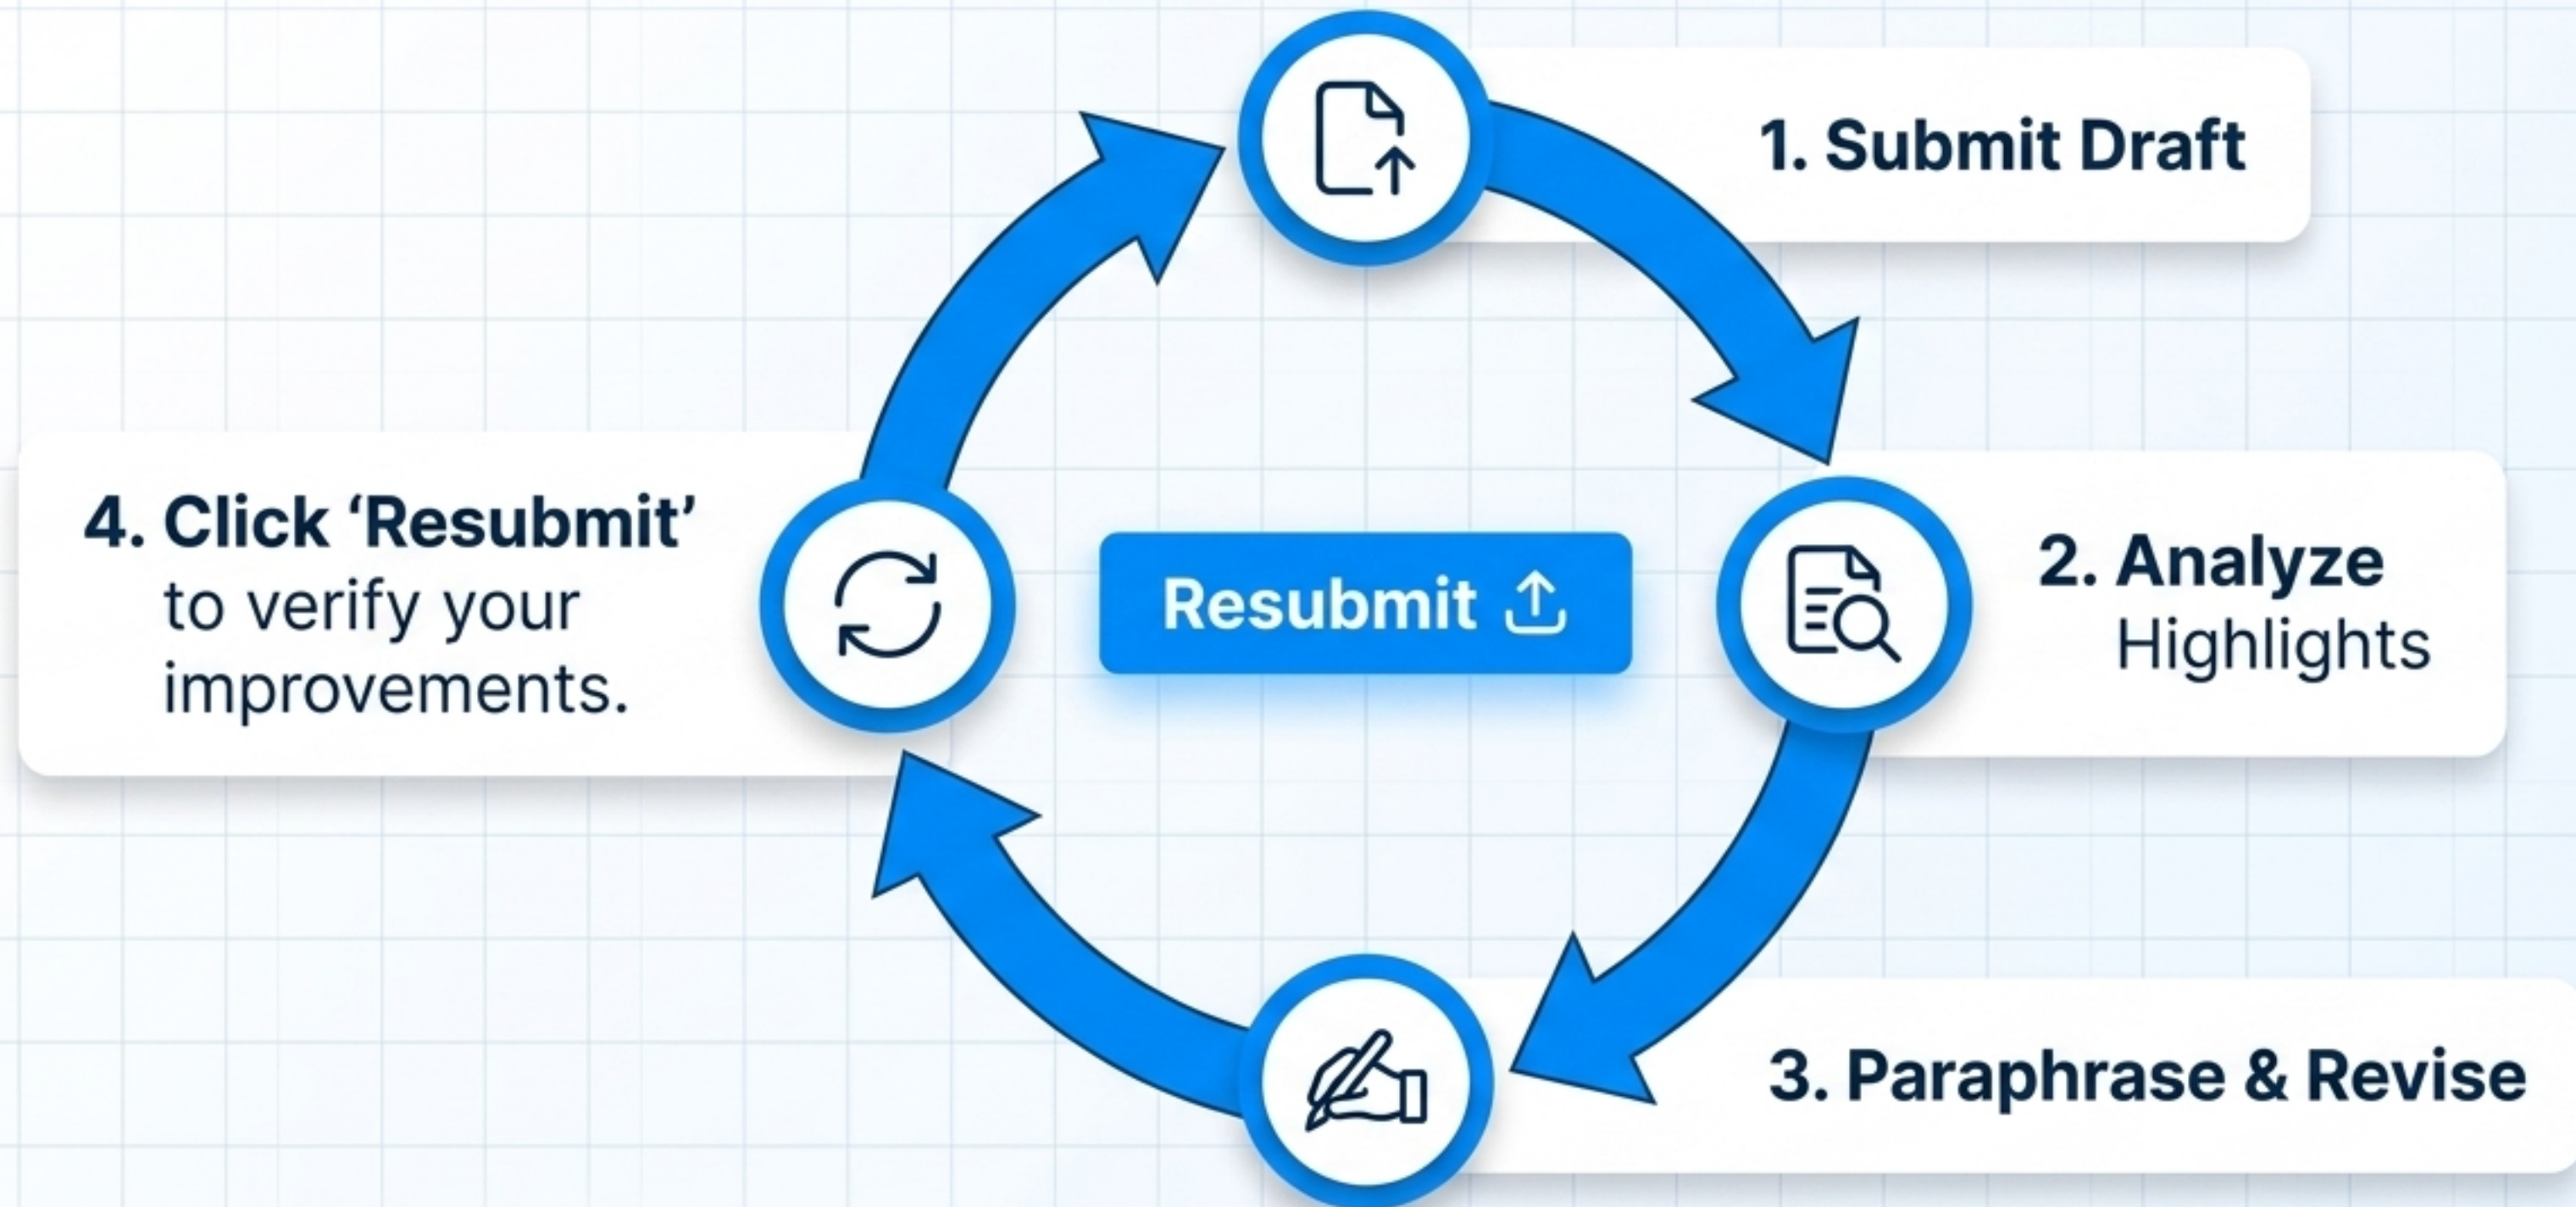 1. Submit Draft
2. Analyze
Highlights
3. Paraphrase & Revise
4. Click ‘Resubmit’
to verify your
improvements.
Resubmit